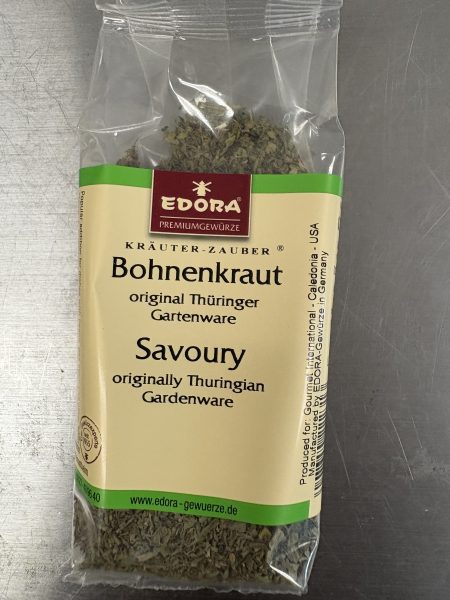 EDORA
PREMIUMGEWÜRZE
KRÄUTER-ZAUBER ®
Bohnenkraut
original Thüringer
Gartenware
Savoury
originally Thuringian
Gardenware
www.edora-gewuerze.de
Produced for: Gourmet International - Caledonia - USA
Manufactured by EDORA-Gewürze in Germany